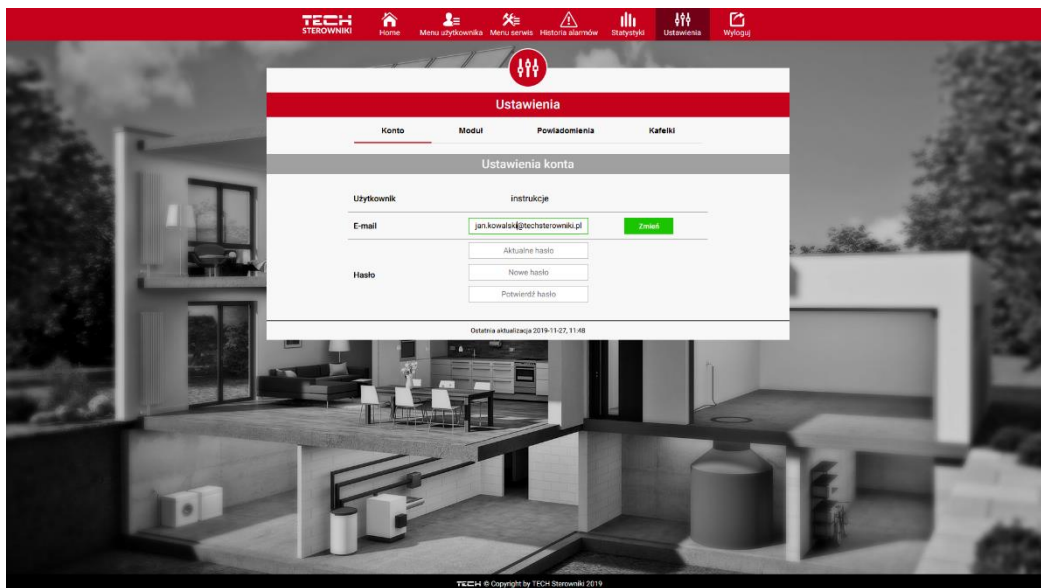 TECH
STEROWNIKI
Home Menu użytkownika Menu serwis Historia alarmów Statystyki Ustawienia Wyloguj
Ustawienia
Konto Moduł Powiadomienia Kafelki
Ustawienia konta
Użytkownik instrukcje
E-mail jan.kowalski@techsterowniki.pl Zmień
Aktualne hasło
Hasło Nowe hasło
Potwierdź hasło
Ostatnia aktualizacja 2019-11-27, 11:48
TECH © Copyright by TECH Sterowniki 2019